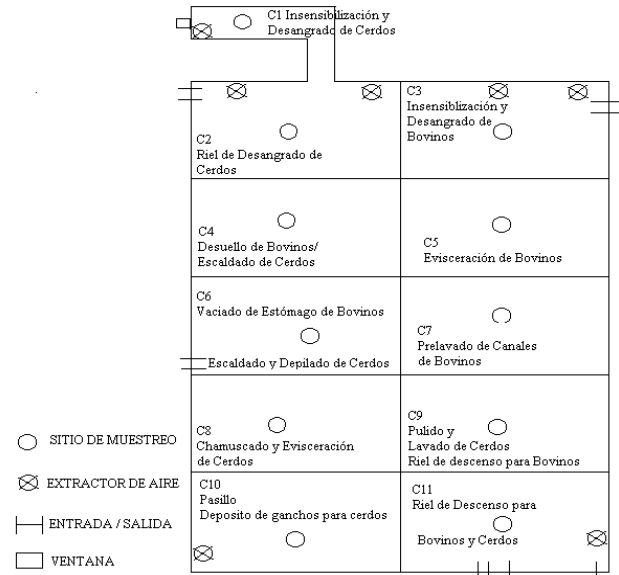 C1 Insensibilización y
Desangrado de Cerdos
C2
Riel de Desangrado de
Cerdos
C3
Insensiblización y
Desangrado de
Bovinos
C4
Desuello de Bovinos/
Escaldado de Cerdos
C5
Evisceración de Bovinos
C6
Vaciado de Estómago de Bovinos
Escaldado y Depilado de Cerdos
C7
Prelavado de Canales
de Bovinos
C8
Chamuscado y Evisceración
de Cerdos
C9
Pulido y
Lavado de Cerdos
Riel de descenso para Bovinos
C10
Pasillo
Deposito de ganchos para cerdos
C11
Riel de Descenso para
Bovinos y Cerdos
SITIO DE MUESTREO
EXTRACTOR DE AIRE
ENTRADA / SALIDA
VENTANA